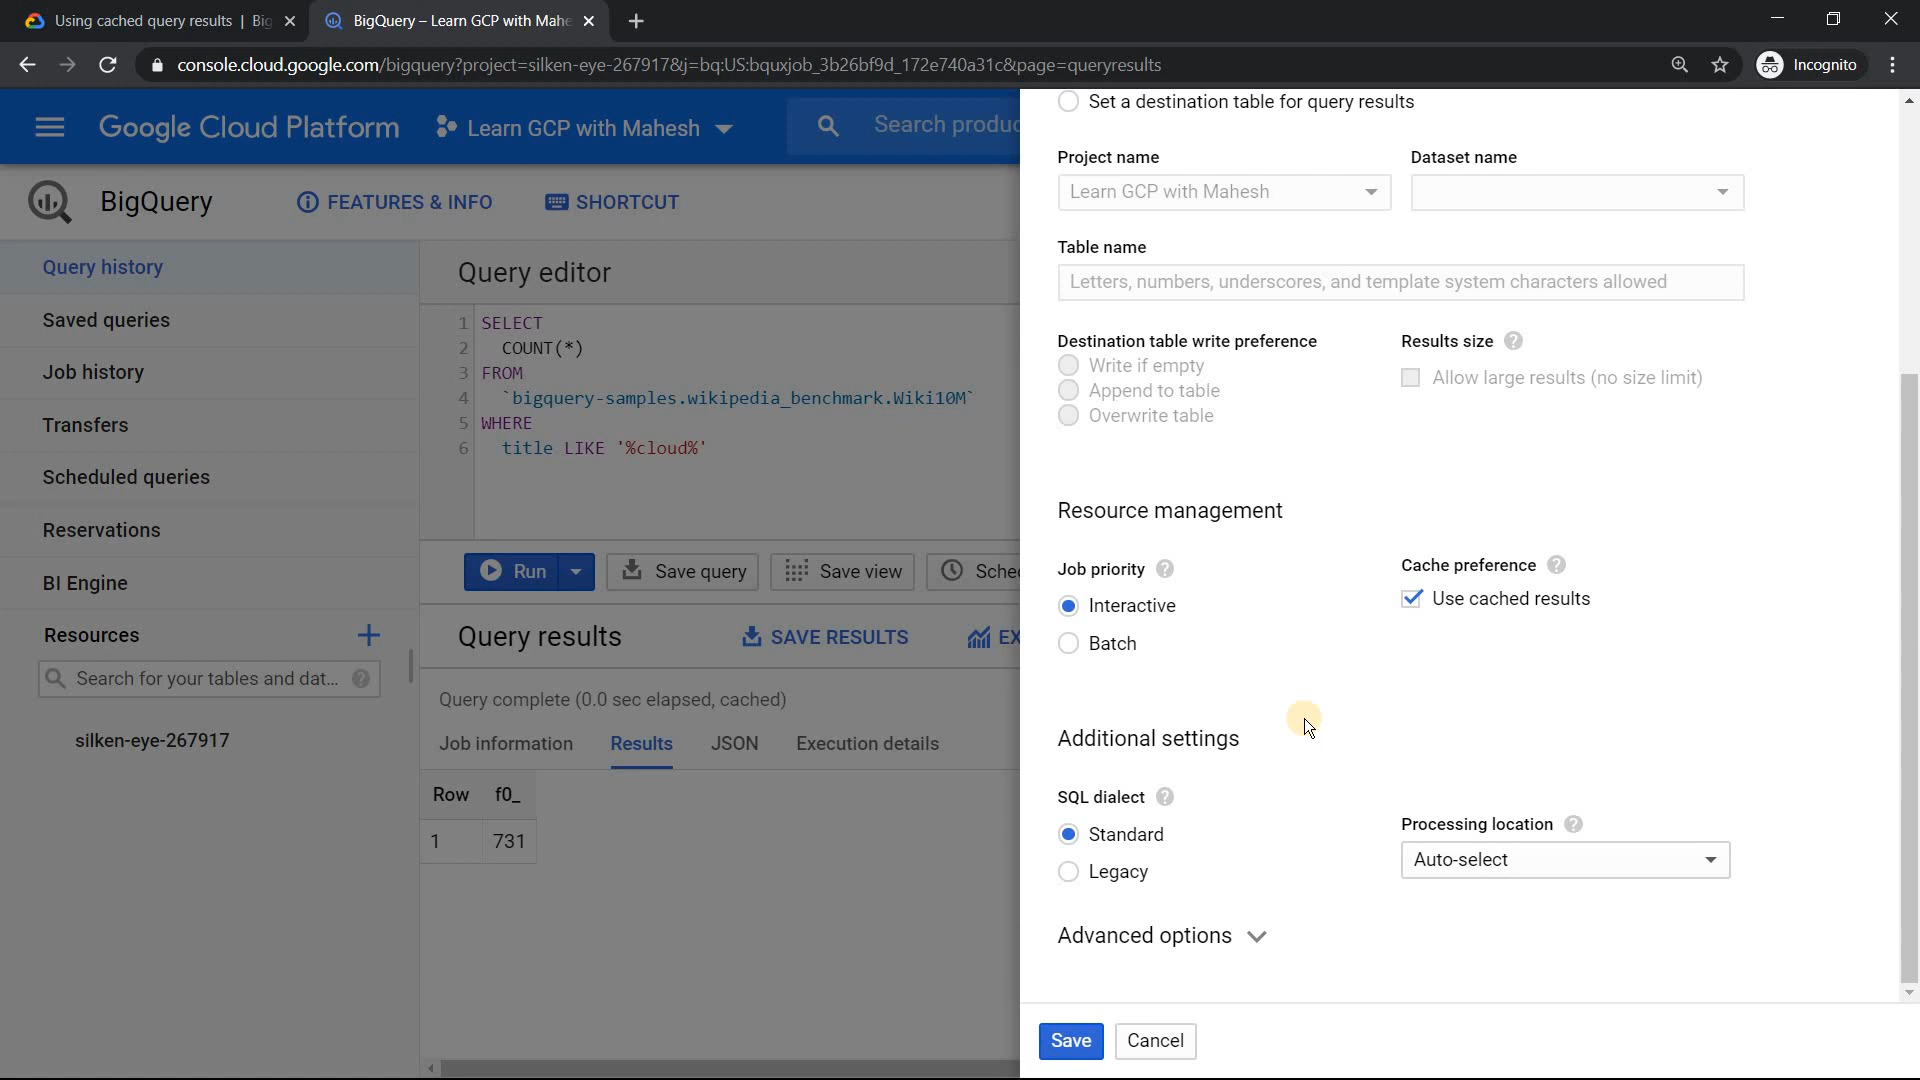 Using cached query results | Big
BigQuery – Learn GCP with Mahe
console.cloud.google.com/bigquery?project=silken-eye-267917&j=bq:US:bquxjob_3b26bf9d_172e740a31c&page=queryresults
Incognito
Google Cloud Platform
Learn GCP with Mahesh
Search produc
BigQuery
FEATURES & INFO
SHORTCUT
Query history
Saved queries
Job history
Transfers
Scheduled queries
Reservations
BI Engine
Resources
Search for your tables and dat...
silken-eye-267917
Query editor
1 SELECT
2 COUNT(*)
3 FROM
4 `bigquery-samples.wikipedia_benchmark.Wiki10M`
5 WHERE
6 title LIKE '%cloud%'
Run
Save query
Save view
Sche
Query results
SAVE RESULTS
EX
Query complete (0.0 sec elapsed, cached)
Job information
Results
JSON
Execution details
Row f0_
1 731
Set a destination table for query results
Project name
Dataset name
Learn GCP with Mahesh
Table name
Letters, numbers, underscores, and template system characters allowed
Destination table write preference
Results size
Write if empty
Allow large results (no size limit)
Append to table
Overwrite table
Resource management
Job priority
Cache preference
Interactive
Use cached results
Batch
Additional settings
SQL dialect
Standard
Processing location
Auto-select
Legacy
Advanced options
Save
Cancel